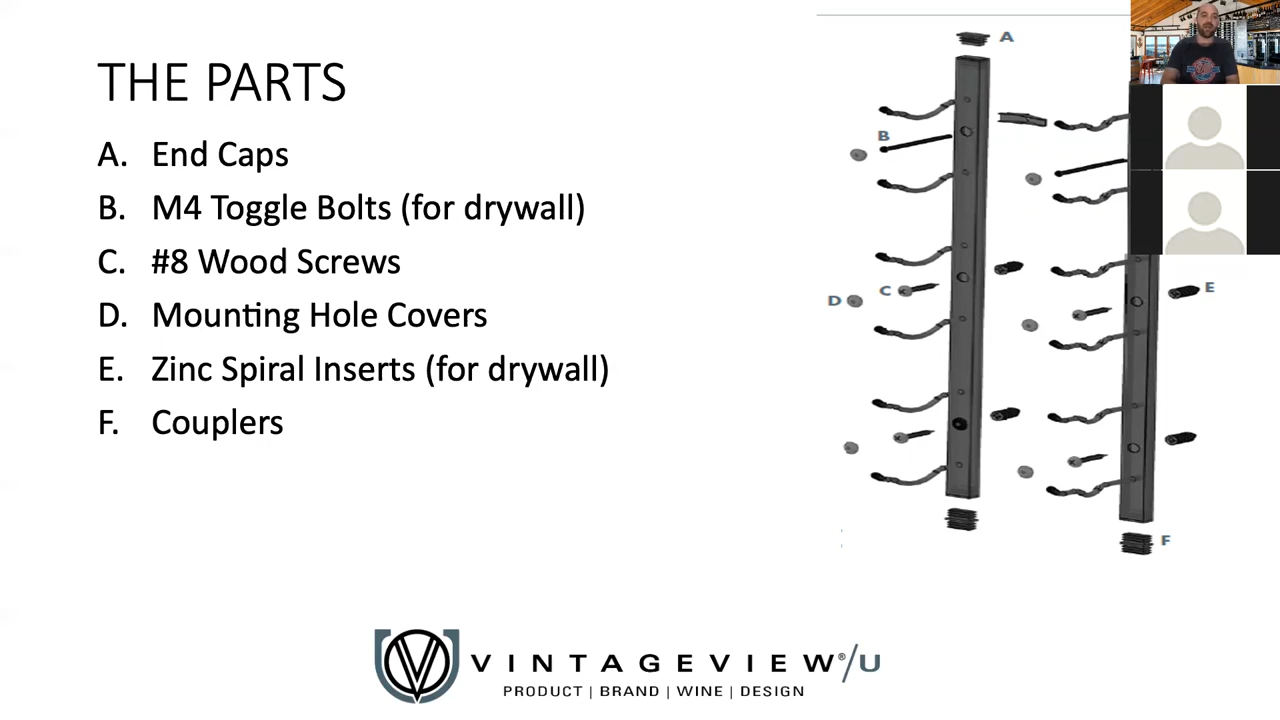 THE PARTS
A. End Caps
B. M4 Toggle Bolts (for drywall)
C. #8 Wood Screws
D. Mounting Hole Covers
E. Zinc Spiral Inserts (for drywall)
F. Couplers
A
B
C
D
E
F
VINTAGEVIEW®/U
PRODUCT | BRAND | WINE | DESIGN